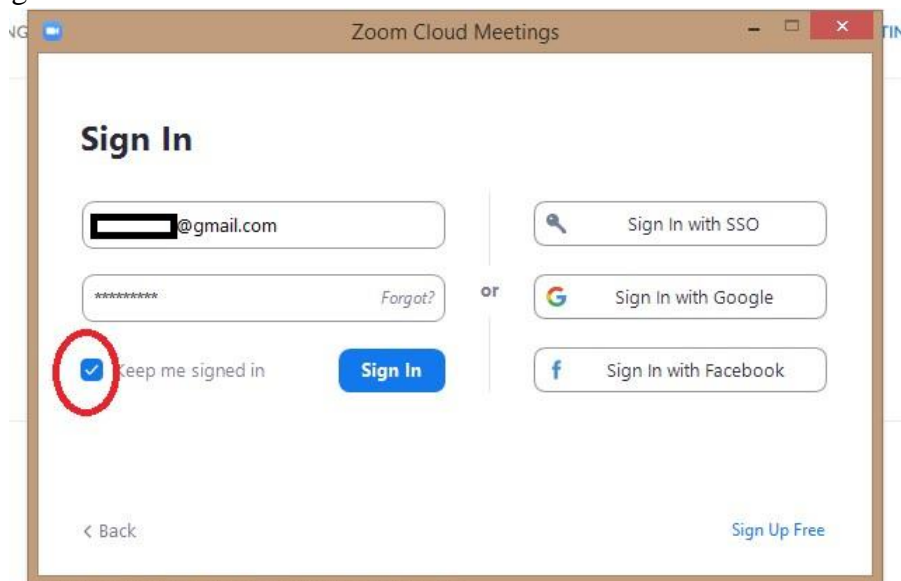 Zoom Cloud Meetings
Sign In
@gmail.com
********* Forgot?
Keep me signed in
Sign In
or
Sign In with SSO
Sign In with Google
Sign In with Facebook
< Back
Sign Up Free